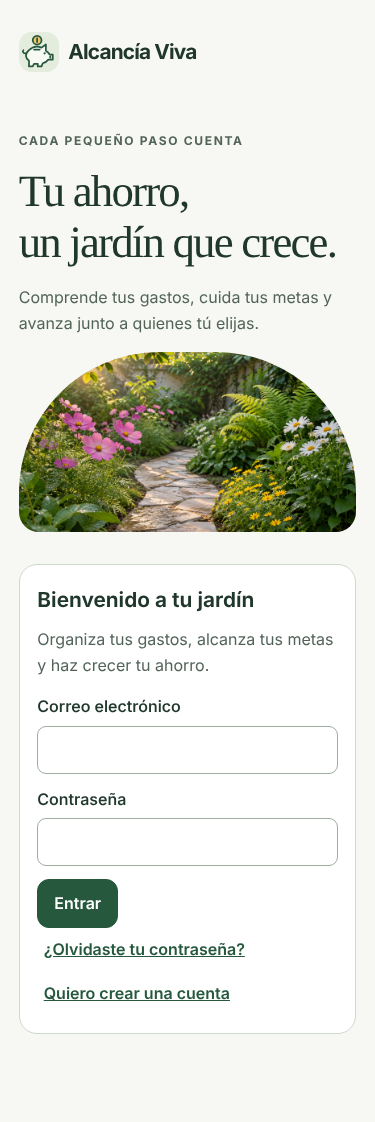 Alcancía Viva
CADA PEQUEÑO PASO CUENTA
Tu ahorro,
un jardín que crece.
Comprende tus gastos, cuida tus metas y
avanza junto a quienes tú elijas.
Bienvenido a tu jardín
Organiza tus gastos, alcanza tus metas
y haz crecer tu ahorro.
Correo electrónico
Contraseña
Entrar
¿Olvidaste tu contraseña?
Quiero crear una cuenta